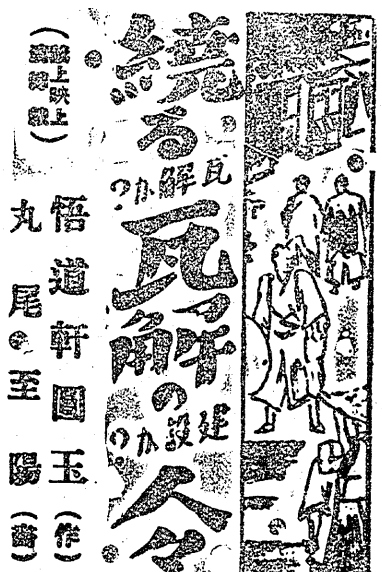 繞る瓦解の人々
瓦解か？
建設か？
悟道軒圓玉（作）
丸尾至陽（畫）